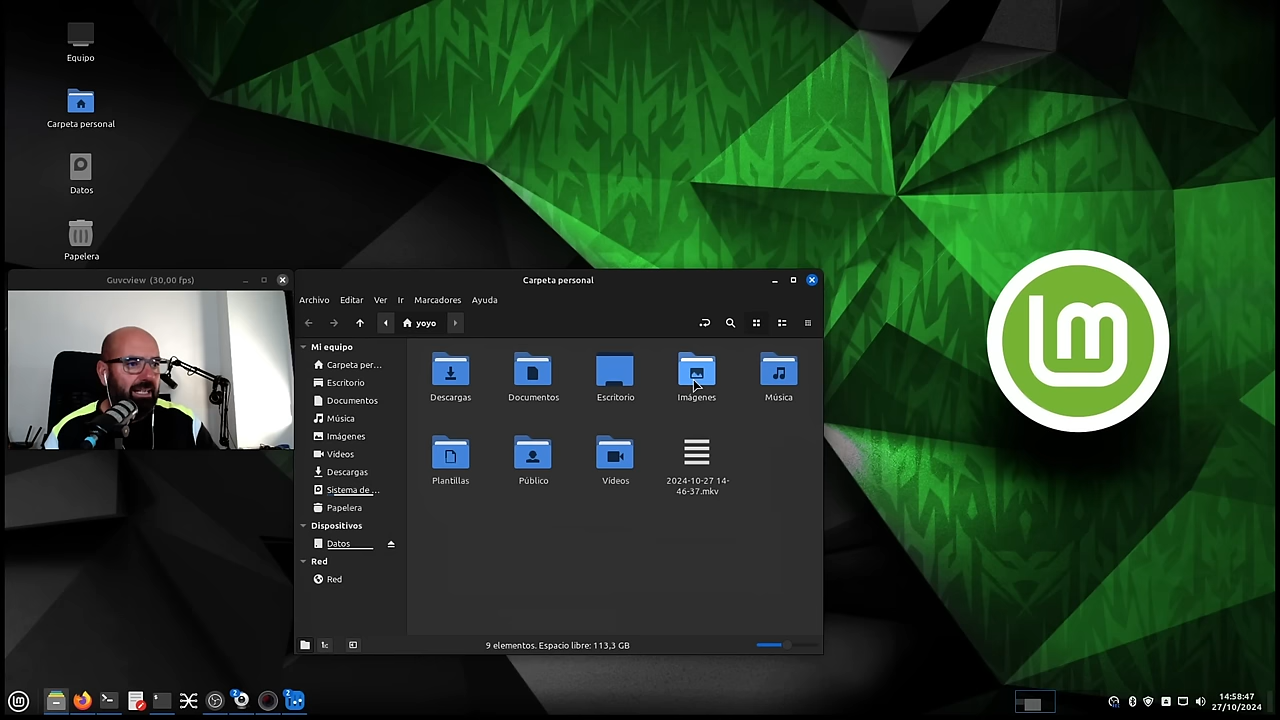 Equipo
Carpeta personal
Datos
Papelera
Guvcview (30,00 fps)
Carpeta personal
Archivo Editar Ver Ir Marcadores Ayuda
yoyo
Mi equipo
Carpeta per...
Escritorio
Documentos
Música
Imágenes
Vídeos
Descargas
Sistema de ...
Papelera
Dispositivos
Datos
Red
Red
Descargas Documentos Escritorio Imágenes Música
Plantillas Público Vídeos 2024-10-27 14-
46-37.mkv
9 elementos. Espacio libre: 113,3 GB
lm
2
2
14:58:47
27/10/2024